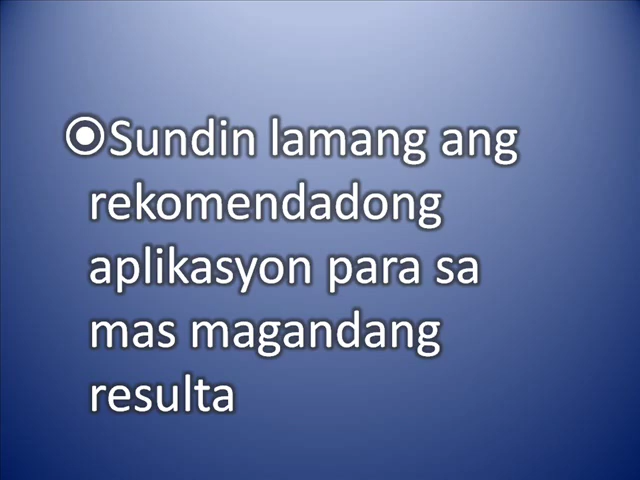 ⦿Sundin lamang ang
rekomendadong
aplikasyon para sa
mas magandang
resulta